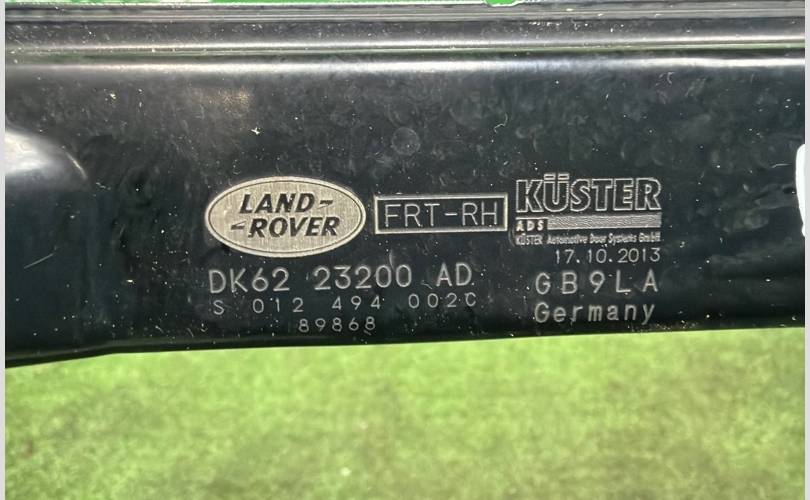 LAND-
-ROVER
FRT-RH
KÜSTER
ADS
KÜSTER Automotive Door Systems GmbH
17.10.2013
DK62 23200 AD
GB9LA
S 012 494 002C
Germany
89868